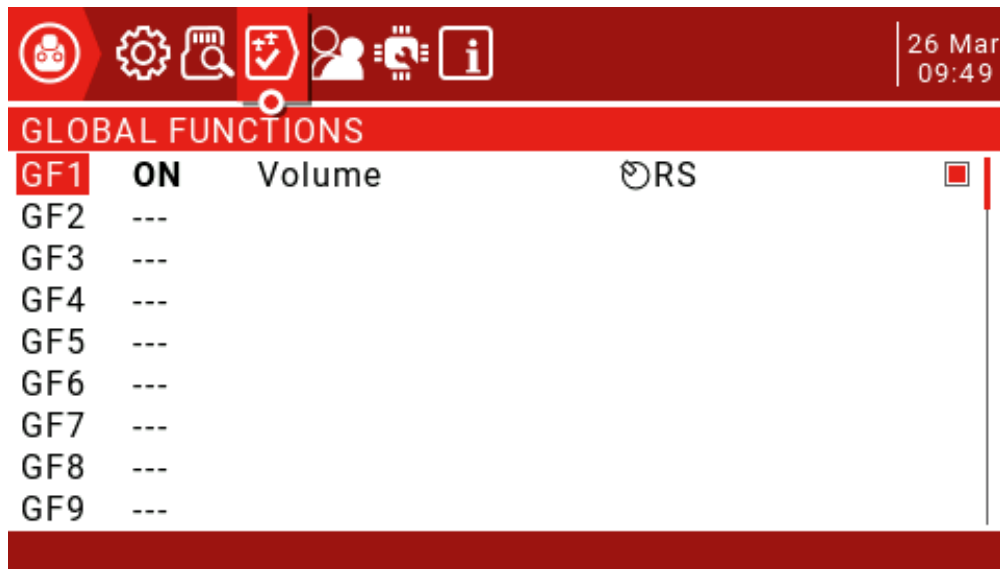 26 Mar
09:49
GLOBAL FUNCTIONS
GF1 ON Volume RS
GF2 ---
GF3 ---
GF4 ---
GF5 ---
GF6 ---
GF7 ---
GF8 ---
GF9 ---